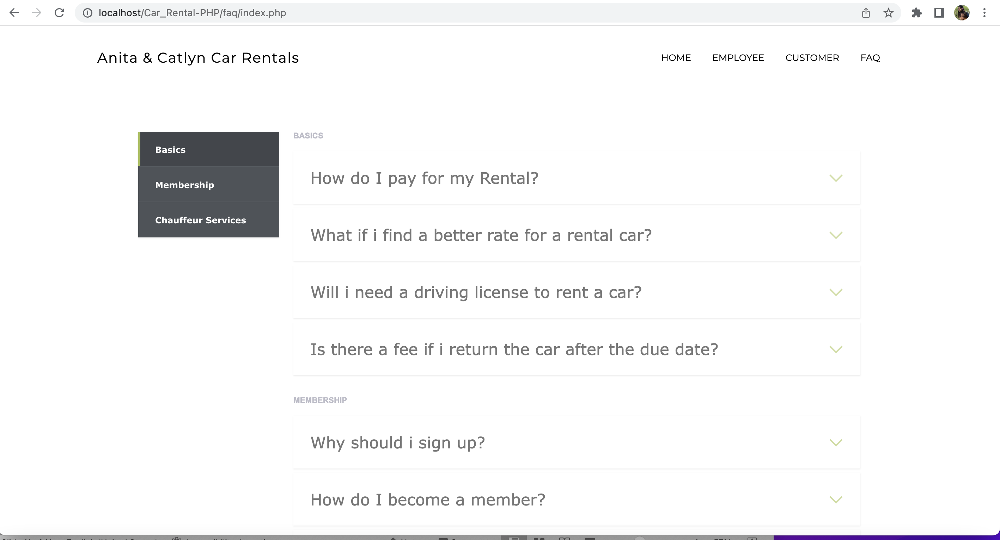 localhost/Car_Rental-PHP/faq/index.php
Anita & Catlyn Car Rentals
HOME EMPLOYEE CUSTOMER FAQ
Basics
Membership
Chauffeur Services
BASICS
How do I pay for my Rental?
What if i find a better rate for a rental car?
Will i need a driving license to rent a car?
Is there a fee if i return the car after the due date?
MEMBERSHIP
Why should i sign up?
How do I become a member?